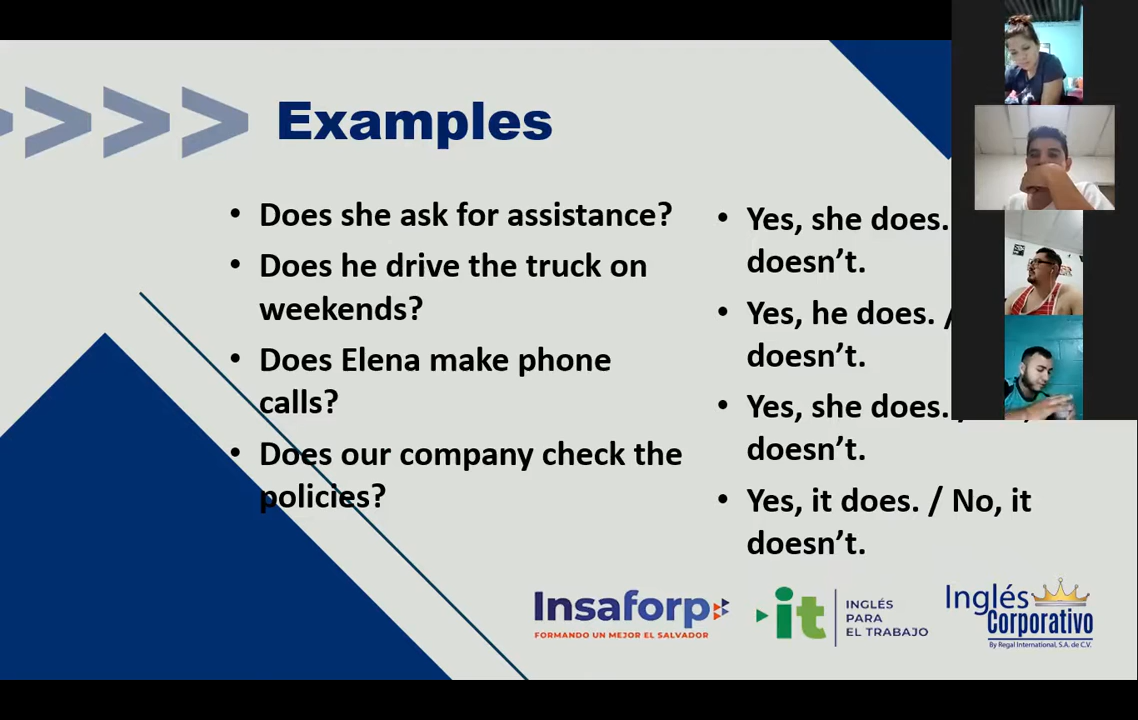 Examples
• Does she ask for assistance?
• Does he drive the truck on
weekends?
• Does Elena make phone
calls?
• Does our company check the
policies?
• Yes, she does.
doesn’t.
• Yes, he does. /
doesn’t.
• Yes, she does. /
doesn’t.
• Yes, it does. / No, it
doesn’t.
Insaforp
FORMANDO UN MEJOR EL SALVADOR
it
INGLÉS
PARA
EL TRABAJO
Inglés
Corporativo
By Regal International, S.A. de C.V.